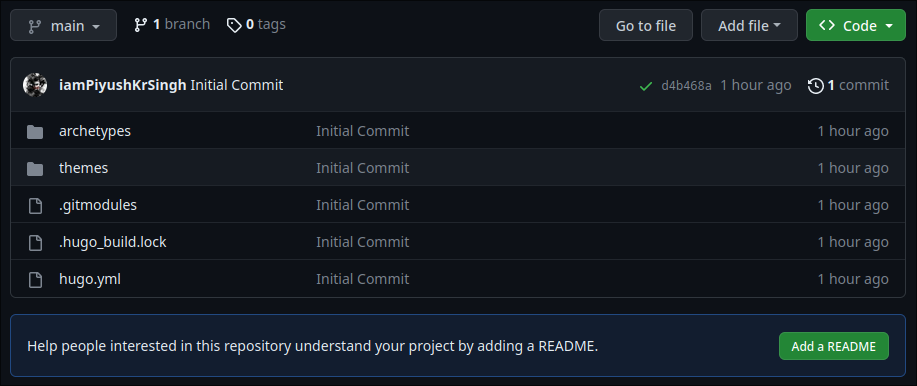 main 1 branch 0 tags Go to file Add file Code
iamPiyushKrSingh Initial Commit d4b468a 1 hour ago 1 commit
archetypes Initial Commit 1 hour ago
themes Initial Commit 1 hour ago
.gitmodules Initial Commit 1 hour ago
.hugo_build.lock Initial Commit 1 hour ago
hugo.yml Initial Commit 1 hour ago
Help people interested in this repository understand your project by adding a README. Add a README